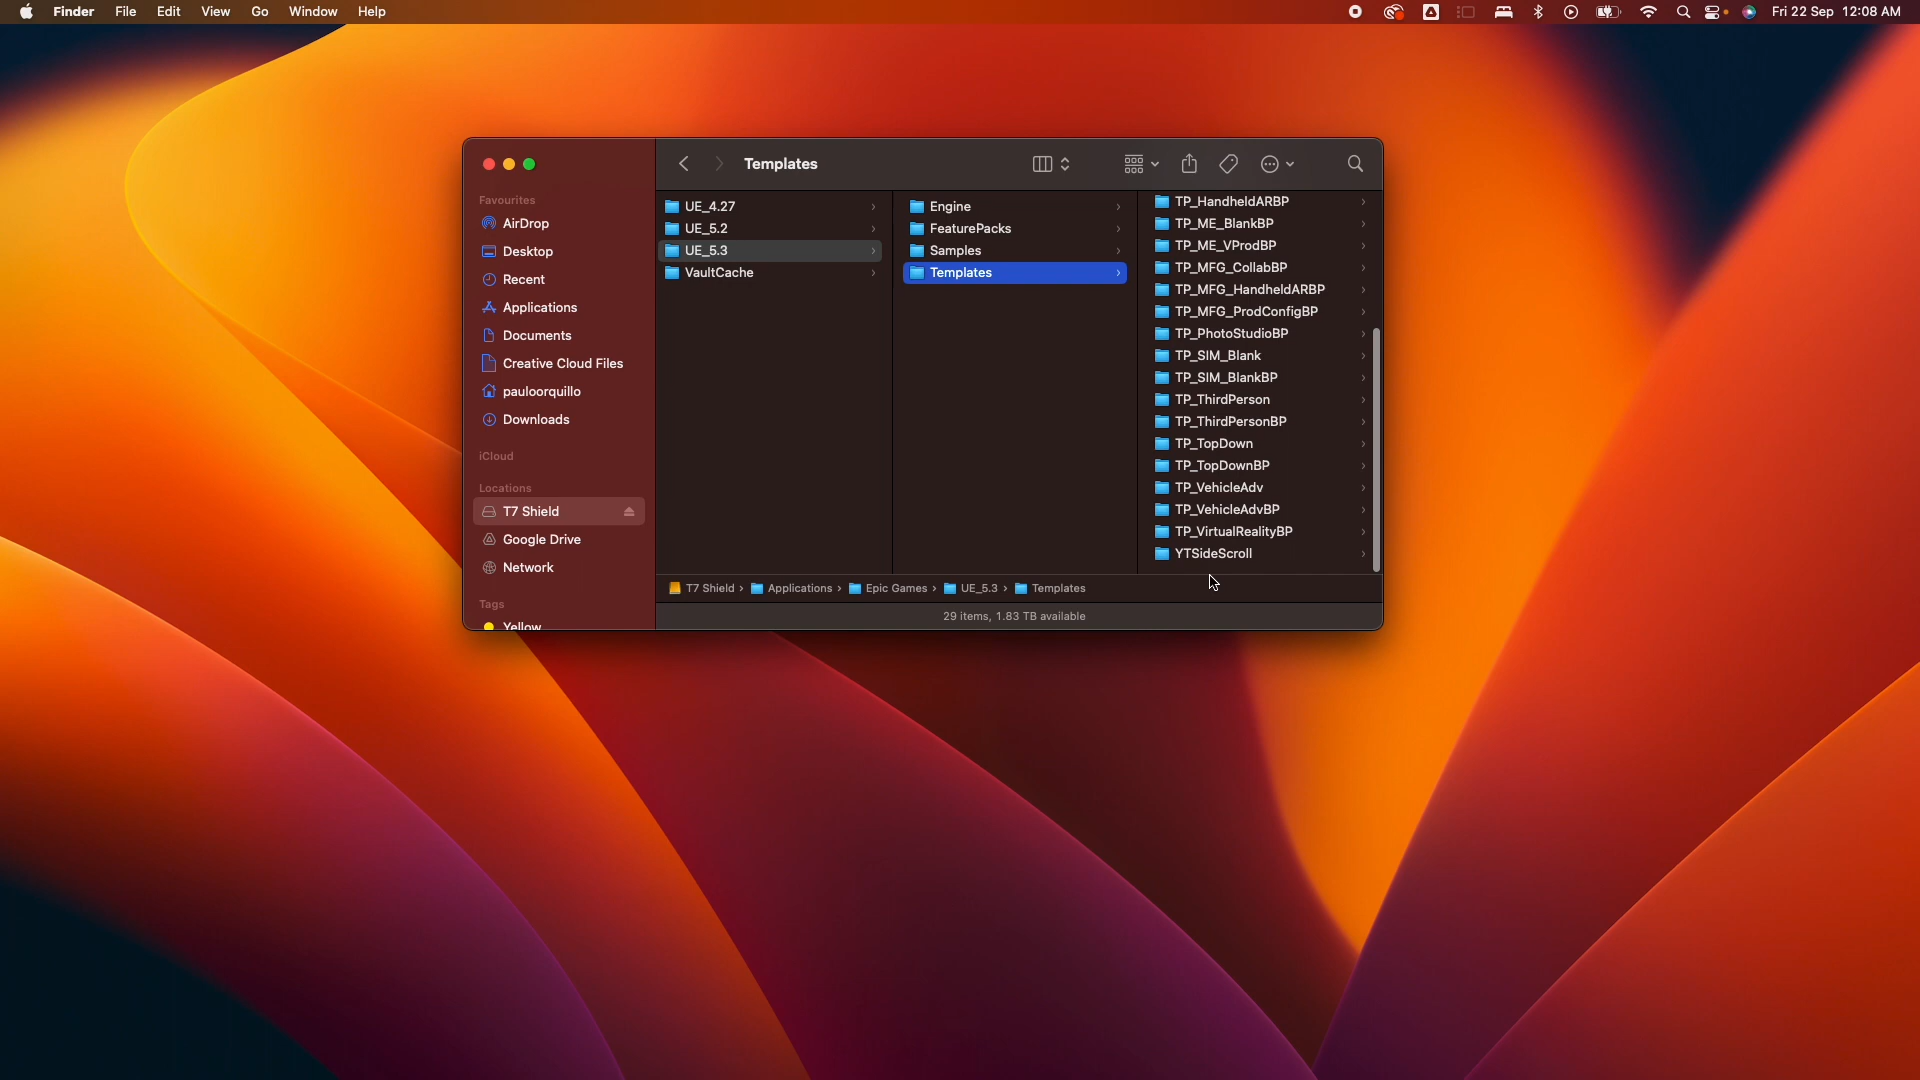 Finder File Edit View Go Window Help Fri 22 Sep 12:08 AM
Templates
Favourites
AirDrop
Desktop
Recent
Applications
Documents
Creative Cloud Files
pauloorquillo
Downloads
iCloud
Locations
T7 Shield
Google Drive
Network
Tags
Yellow
UE_4.27
UE_5.2
UE_5.3
VaultCache
Engine
FeaturePacks
Samples
Templates
TP_HandheldARBP
TP_ME_BlankBP
TP_ME_VProdBP
TP_MFG_CollabBP
TP_MFG_HandheldARBP
TP_MFG_ProdConfigBP
TP_PhotoStudioBP
TP_SIM_Blank
TP_SIM_BlankBP
TP_ThirdPerson
TP_ThirdPersonBP
TP_TopDown
TP_TopDownBP
TP_VehicleAdv
TP_VehicleAdvBP
TP_VirtualRealityBP
YTSideScroll
T7 Shield › Applications › Epic Games › UE_5.3 › Templates
29 items, 1.83 TB available